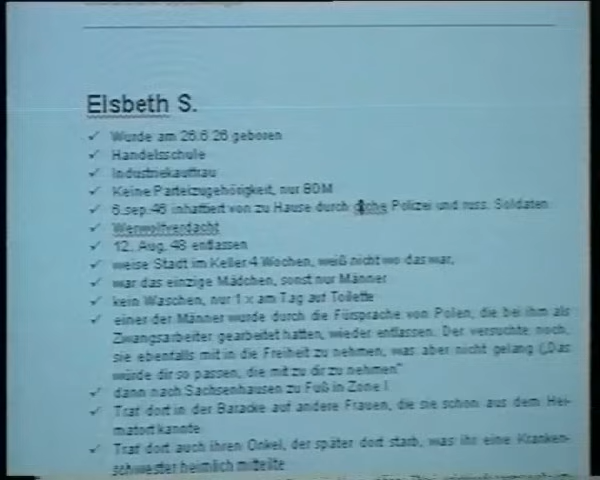 Elsbeth S.
✓ Wurde am 26.6.26 geboren
✓ Handelsschule
✓ Industriekauffrau
✓ Keine Parteizugehörigkeit, nur BDM
✓ 6.sep.46 inhaftiert von zu Hause durch Polizei und russ. Soldaten
✓ Werwolfverdacht
✓ 12. Aug. 48 entlassen
✓ weise Stadt im Keller 4 Wochen, weiß nicht wo das war,
✓ war das einzige Mädchen, sonst nur Männer
✓ kein Waschen, nur 1 x am Tag auf Toilette
✓ einer der Männer wurde durch die Fürsprache von Polen, die bei ihm als
Zwangsarbeiter gearbeitet hatten, wieder entlassen. Der versuchte noch,
sie ebenfalls mit in die Freiheit zu nehmen, was aber nicht gelang („Das
würde dir so passen, die mit zu dir zu nehmen"
✓ dann nach Sachsenhausen zu Fuß in Zone I
✓ Traf dort in der Baracke auf andere Frauen, die sie schon aus dem Hei-
matort kannte
✓ Traf dort auch ihren Onkel, der später dort starb, was ihr eine Kranken-
schwester heimlich mitteilte